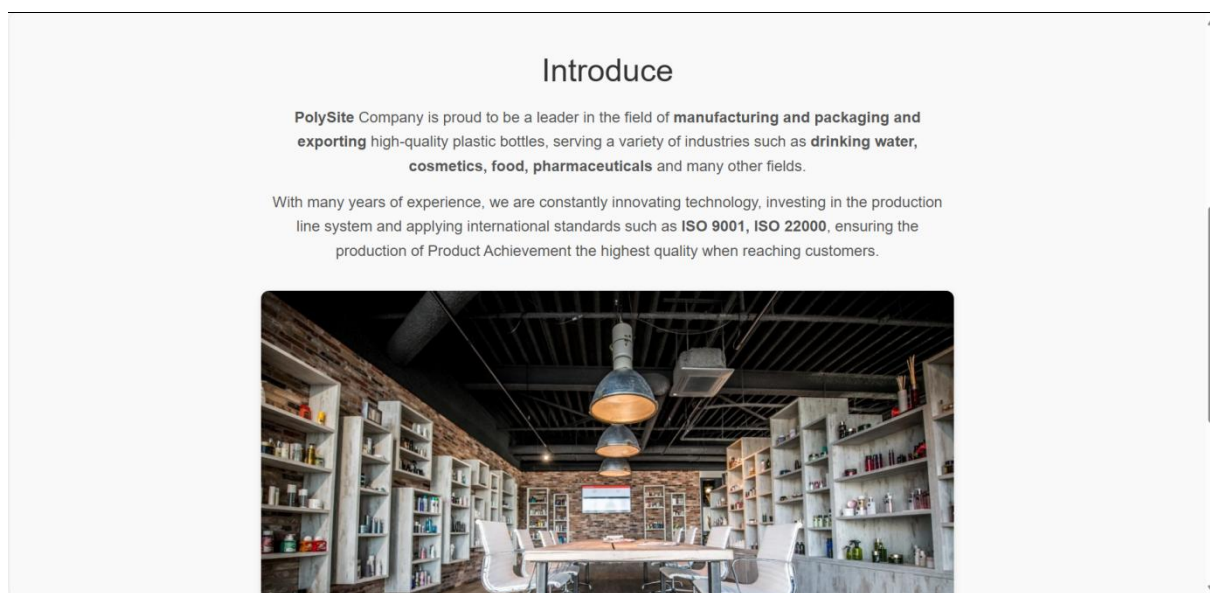 Introduce
PolySite Company is proud to be a leader in the field of manufacturing and packaging and
exporting high-quality plastic bottles, serving a variety of industries such as drinking water,
cosmetics, food, pharmaceuticals and many other fields.
With many years of experience, we are constantly innovating technology, investing in the production
line system and applying international standards such as ISO 9001, ISO 22000, ensuring the
production of Product Achievement the highest quality when reaching customers.